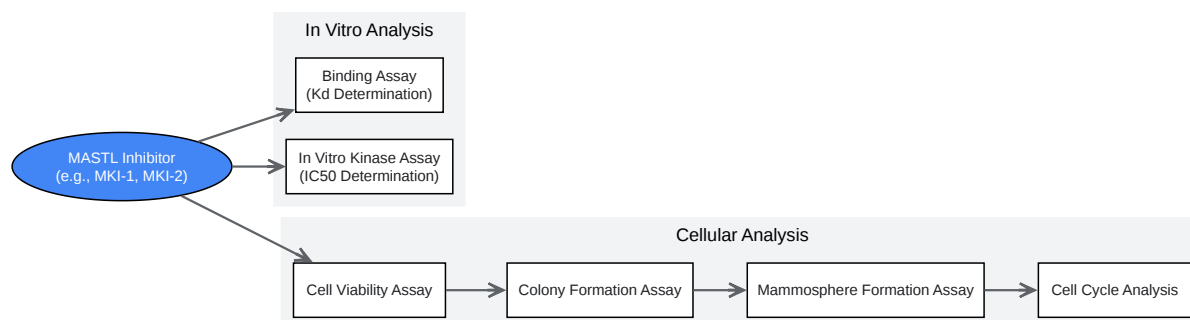 In Vitro Analysis
Binding Assay
(Kd Determination)
MASTL Inhibitor
(e.g., MKI-1, MKI-2)
In Vitro Kinase Assay
(IC50 Determination)
Cellular Analysis
Cell Viability Assay
Colony Formation Assay
Mammosphere Formation Assay
Cell Cycle Analysis